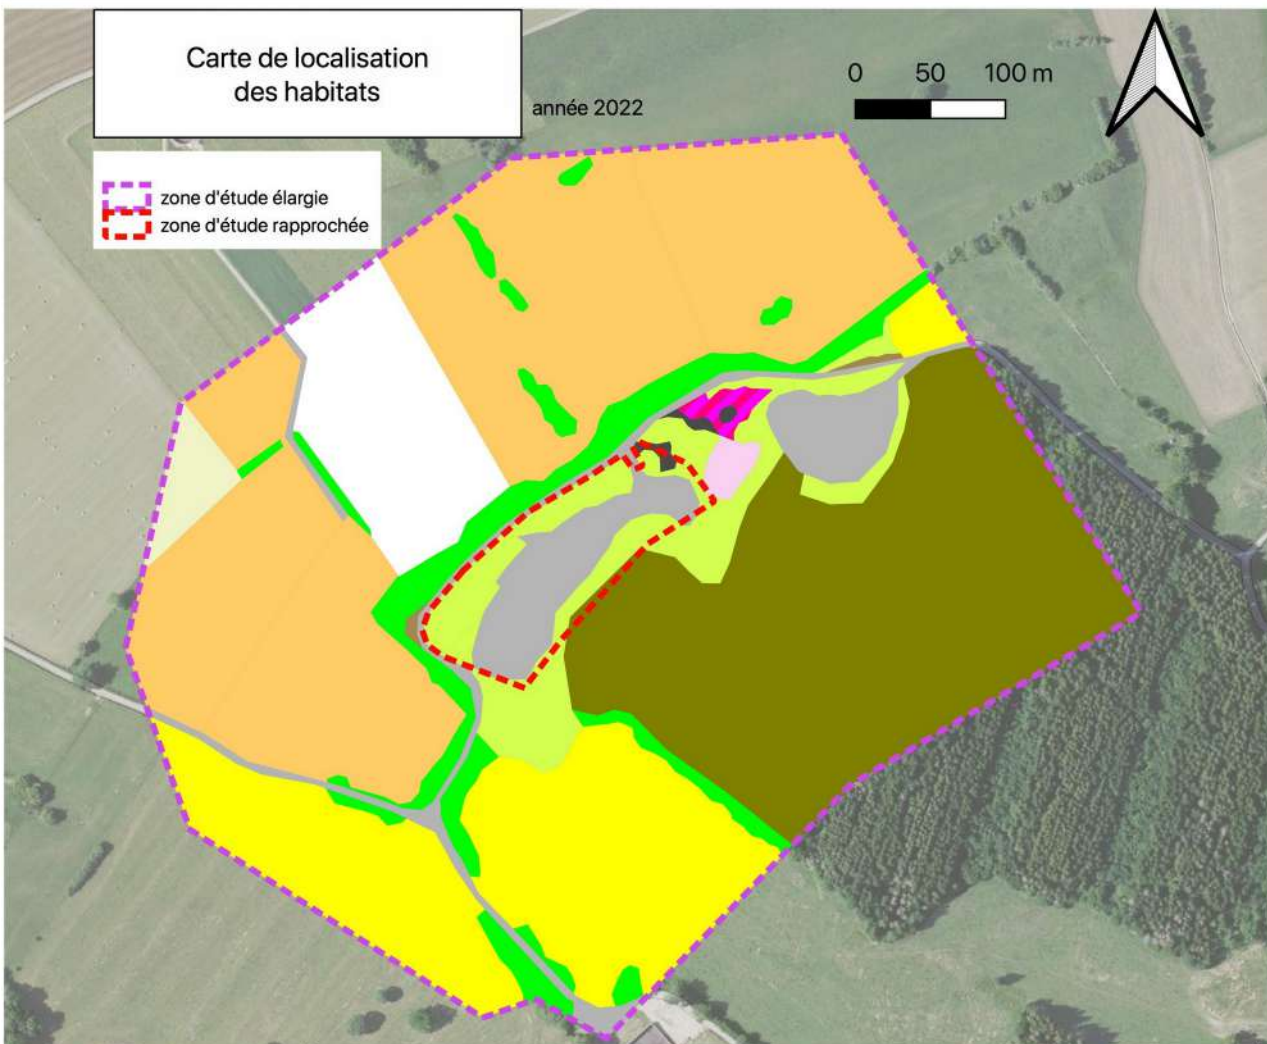 Carte de localisation
des habitats
année 2022
0 50 100 m
zone d'étude élargie
zone d'étude rapprochée